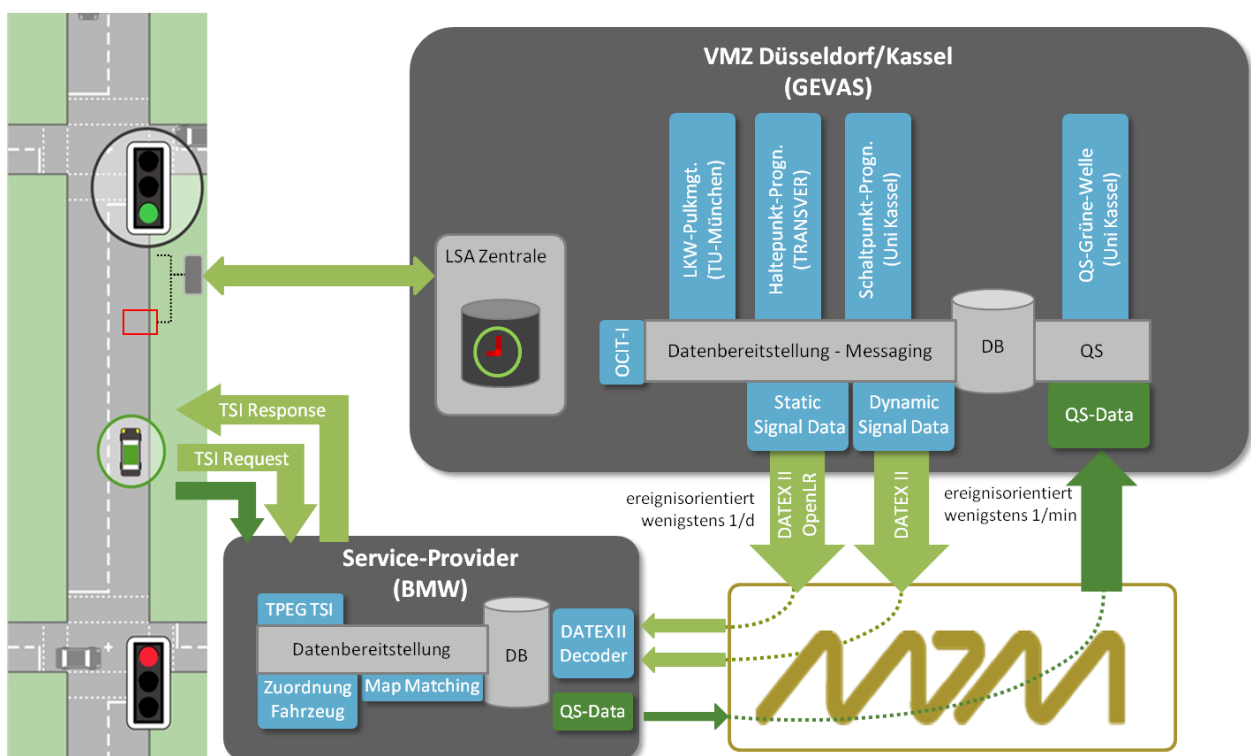 VMZ Düsseldorf/Kassel
(GEVAS)
LKW-Pulkmgt.
(TU-München)
Haltepunkt-Progn.
(TRANSVER)
Schaltpunkt-Progn.
(Uni Kassel)
QS-Grüne-Welle
(Uni Kassel)
LSA Zentrale
OCIT-I
Datenbereitstellung - Messaging
DB
QS
Static
Signal Data
Dynamic
Signal Data
QS-Data
TSI Response
TSI Request
ereignisorientiert
wenigstens 1/d
DATEX II
OpenLR
DATEX II
ereignisorientiert
wenigstens 1/min
Service-Provider
(BMW)
TPEG TSI
Datenbereitstellung
DB
Zuordnung
Fahrzeug
Map Matching
DATEX II
Decoder
QS-Data
MDM